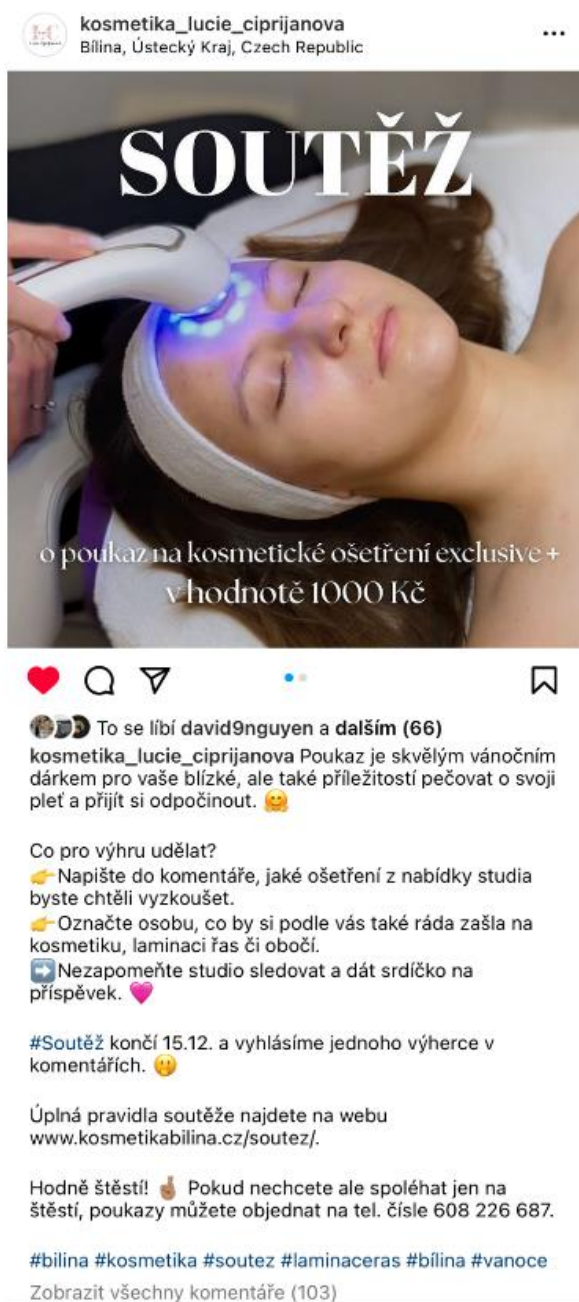 kosmetika_lucie_ciprijanova
Bílina, Ústecký Kraj, Czech Republic
SOUTĚŽ
o poukaz na kosmetické ošetření exclusive +
v hodnotě 1000 Kč
To se líbí david9nguyen a dalším (66)
kosmetika_lucie_ciprijanova Poukaz je skvělým vánočním
dárkem pro vaše blízké, ale také příležitostí pečovat o svoji
pleť a přijít si odpočinout. 🤗
Co pro výhru udělat?
👉Napište do komentáře, jaké ošetření z nabídky studia
byste chtěli vyzkoušet.
👉Označte osobu, co by si podle vás také ráda zašla na
kosmetiku, laminaci řas či obočí.
➡️Nezapomeňte studio sledovat a dát srdíčko na
příspěvek. 💓
#Soutěž končí 15.12. a vyhlásíme jednoho výherce v
komentářích. 🤫
Úplná pravidla soutěže najdete na webu
www.kosmetikabilina.cz/soutez/.
Hodně štěstí! 🤞🏽 Pokud nechcete ale spoléhat jen na
štěstí, poukazy můžete objednat na tel. čísle 608 226 687.
#bilina #kosmetika #soutez #laminaceras #bílina #vanoce
Zobrazit všechny komentáře (103)